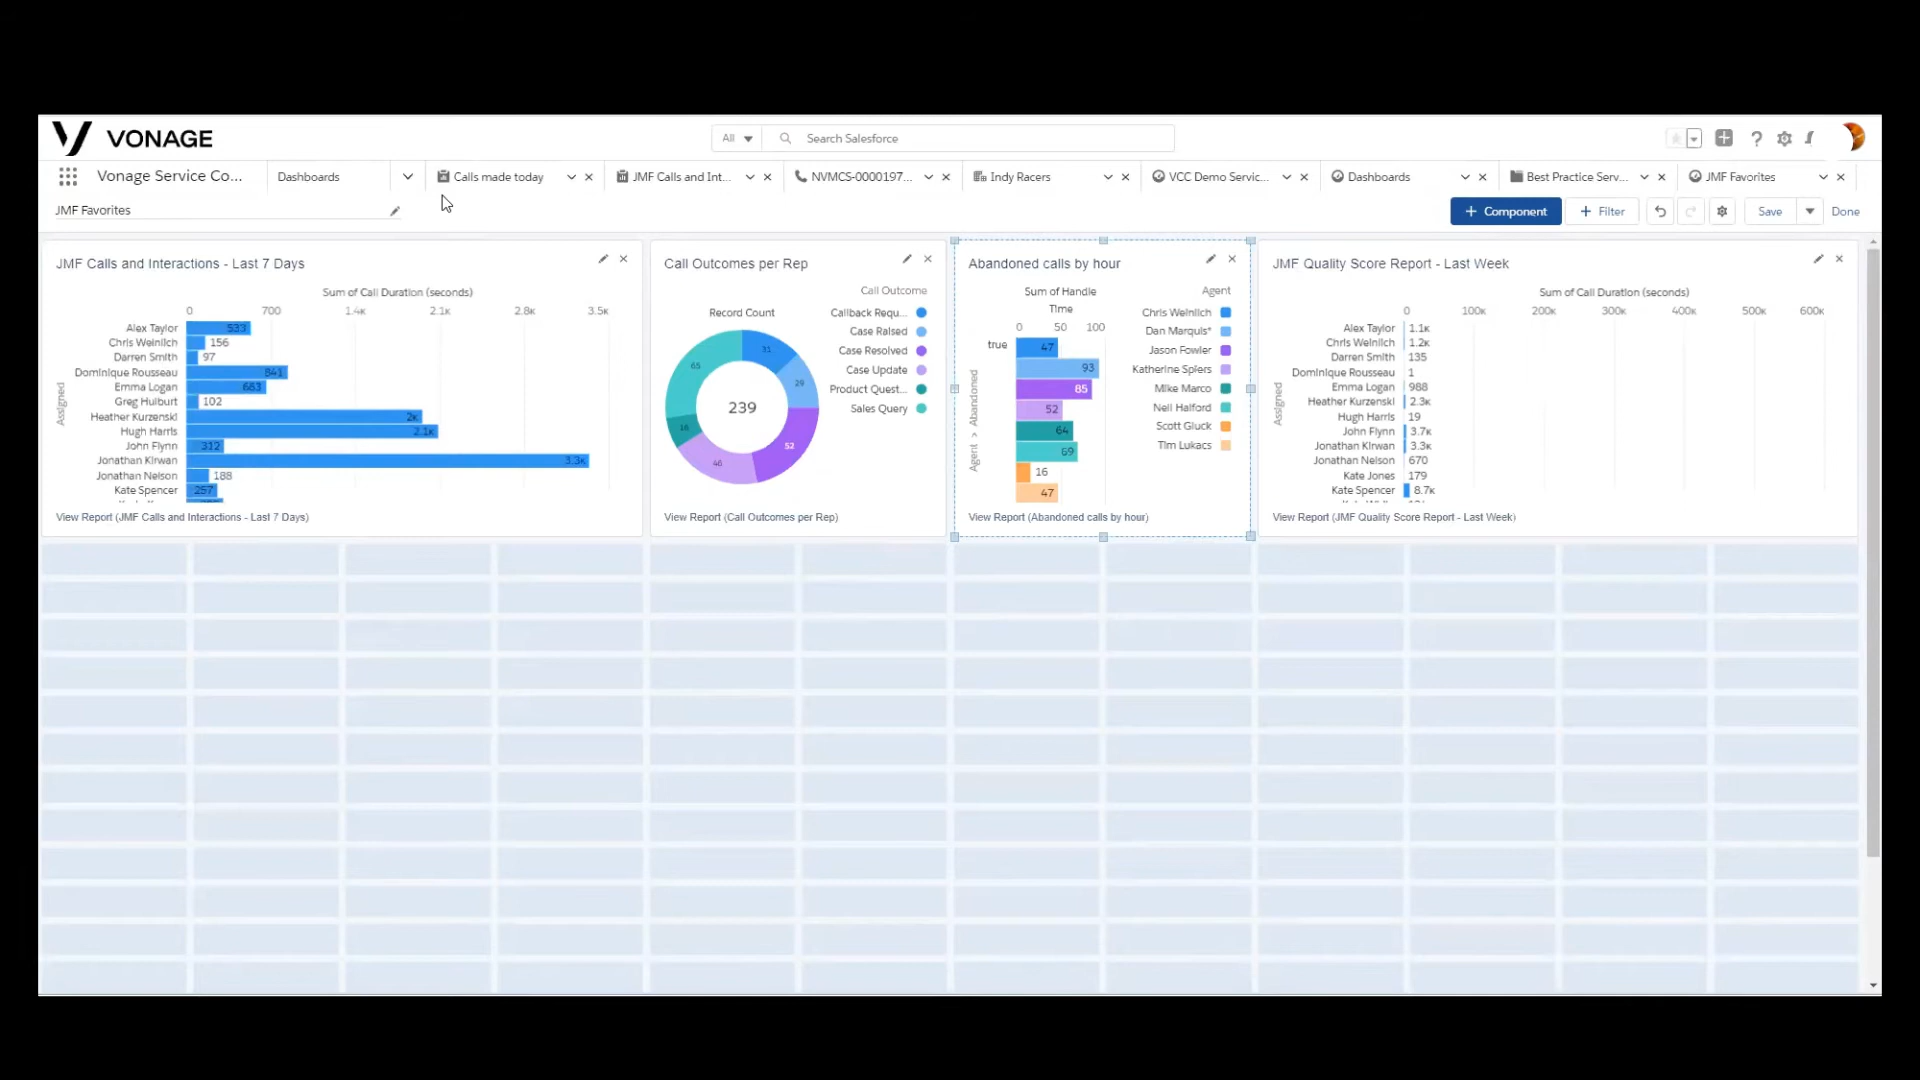 VONAGE
All
Search Salesforce
Vonage Service Co...
Dashboards
Calls made today
JMF Calls and Int...
NVMCS-0000197...
Indy Racers
VCC Demo Servic...
Dashboards
Best Practice Serv...
JMF Favorites
JMF Favorites
+ Component
+ Filter
Save
Done
JMF Calls and Interactions - Last 7 Days
Sum of Call Duration (seconds)
0 700 1.4K 2.1K 2.8K 3.5K
Assigned
Alex Taylor 533
Chris Weinlich 156
Darren Smith 97
Dominique Rousseau 841
Emma Logan 663
Greg Hulburt 102
Heather Kurzenski 2K
Hugh Harris 2.1K
John Flynn 312
Jonathan Kirwan 3.3K
Jonathan Nelson 188
Kate Spencer 257
View Report (JMF Calls and Interactions - Last 7 Days)
Call Outcomes per Rep
Call Outcome
Record Count
Callback Requ...
Case Raised
Case Resolved
Case Update
Product Quest...
Sales Query
31
29
52
46
16
65
239
View Report (Call Outcomes per Rep)
Abandoned calls by hour
Sum of Handle
Time
0 50 100
Agent > Abandoned
true
47
93
85
52
64
69
16
47
Agent
Chris Weinlich
Dan Marquis*
Jason Fowler
Katherine Spiers
Mike Marco
Neil Halford
Scott Gluck
Tim Lukacs
View Report (Abandoned calls by hour)
JMF Quality Score Report - Last Week
Sum of Call Duration (seconds)
0 100K 200K 300K 400K 500K 600K
Assigned
Alex Taylor 1.1K
Chris Weinlich 1.2K
Darren Smith 135
Dominique Rousseau 1
Emma Logan 988
Heather Kurzenski 2.3K
Hugh Harris 19
John Flynn 3.7K
Jonathan Kirwan 3.3K
Jonathan Nelson 670
Kate Jones 179
Kate Spencer 8.7K
View Report (JMF Quality Score Report - Last Week)